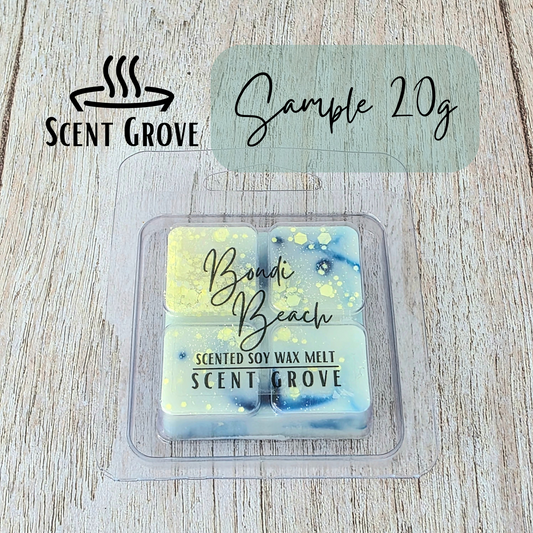 SCENT GROVE
Sample 20g
Bondi
Beach
SCENTED SOY WAX MELT
SCENT GROVE